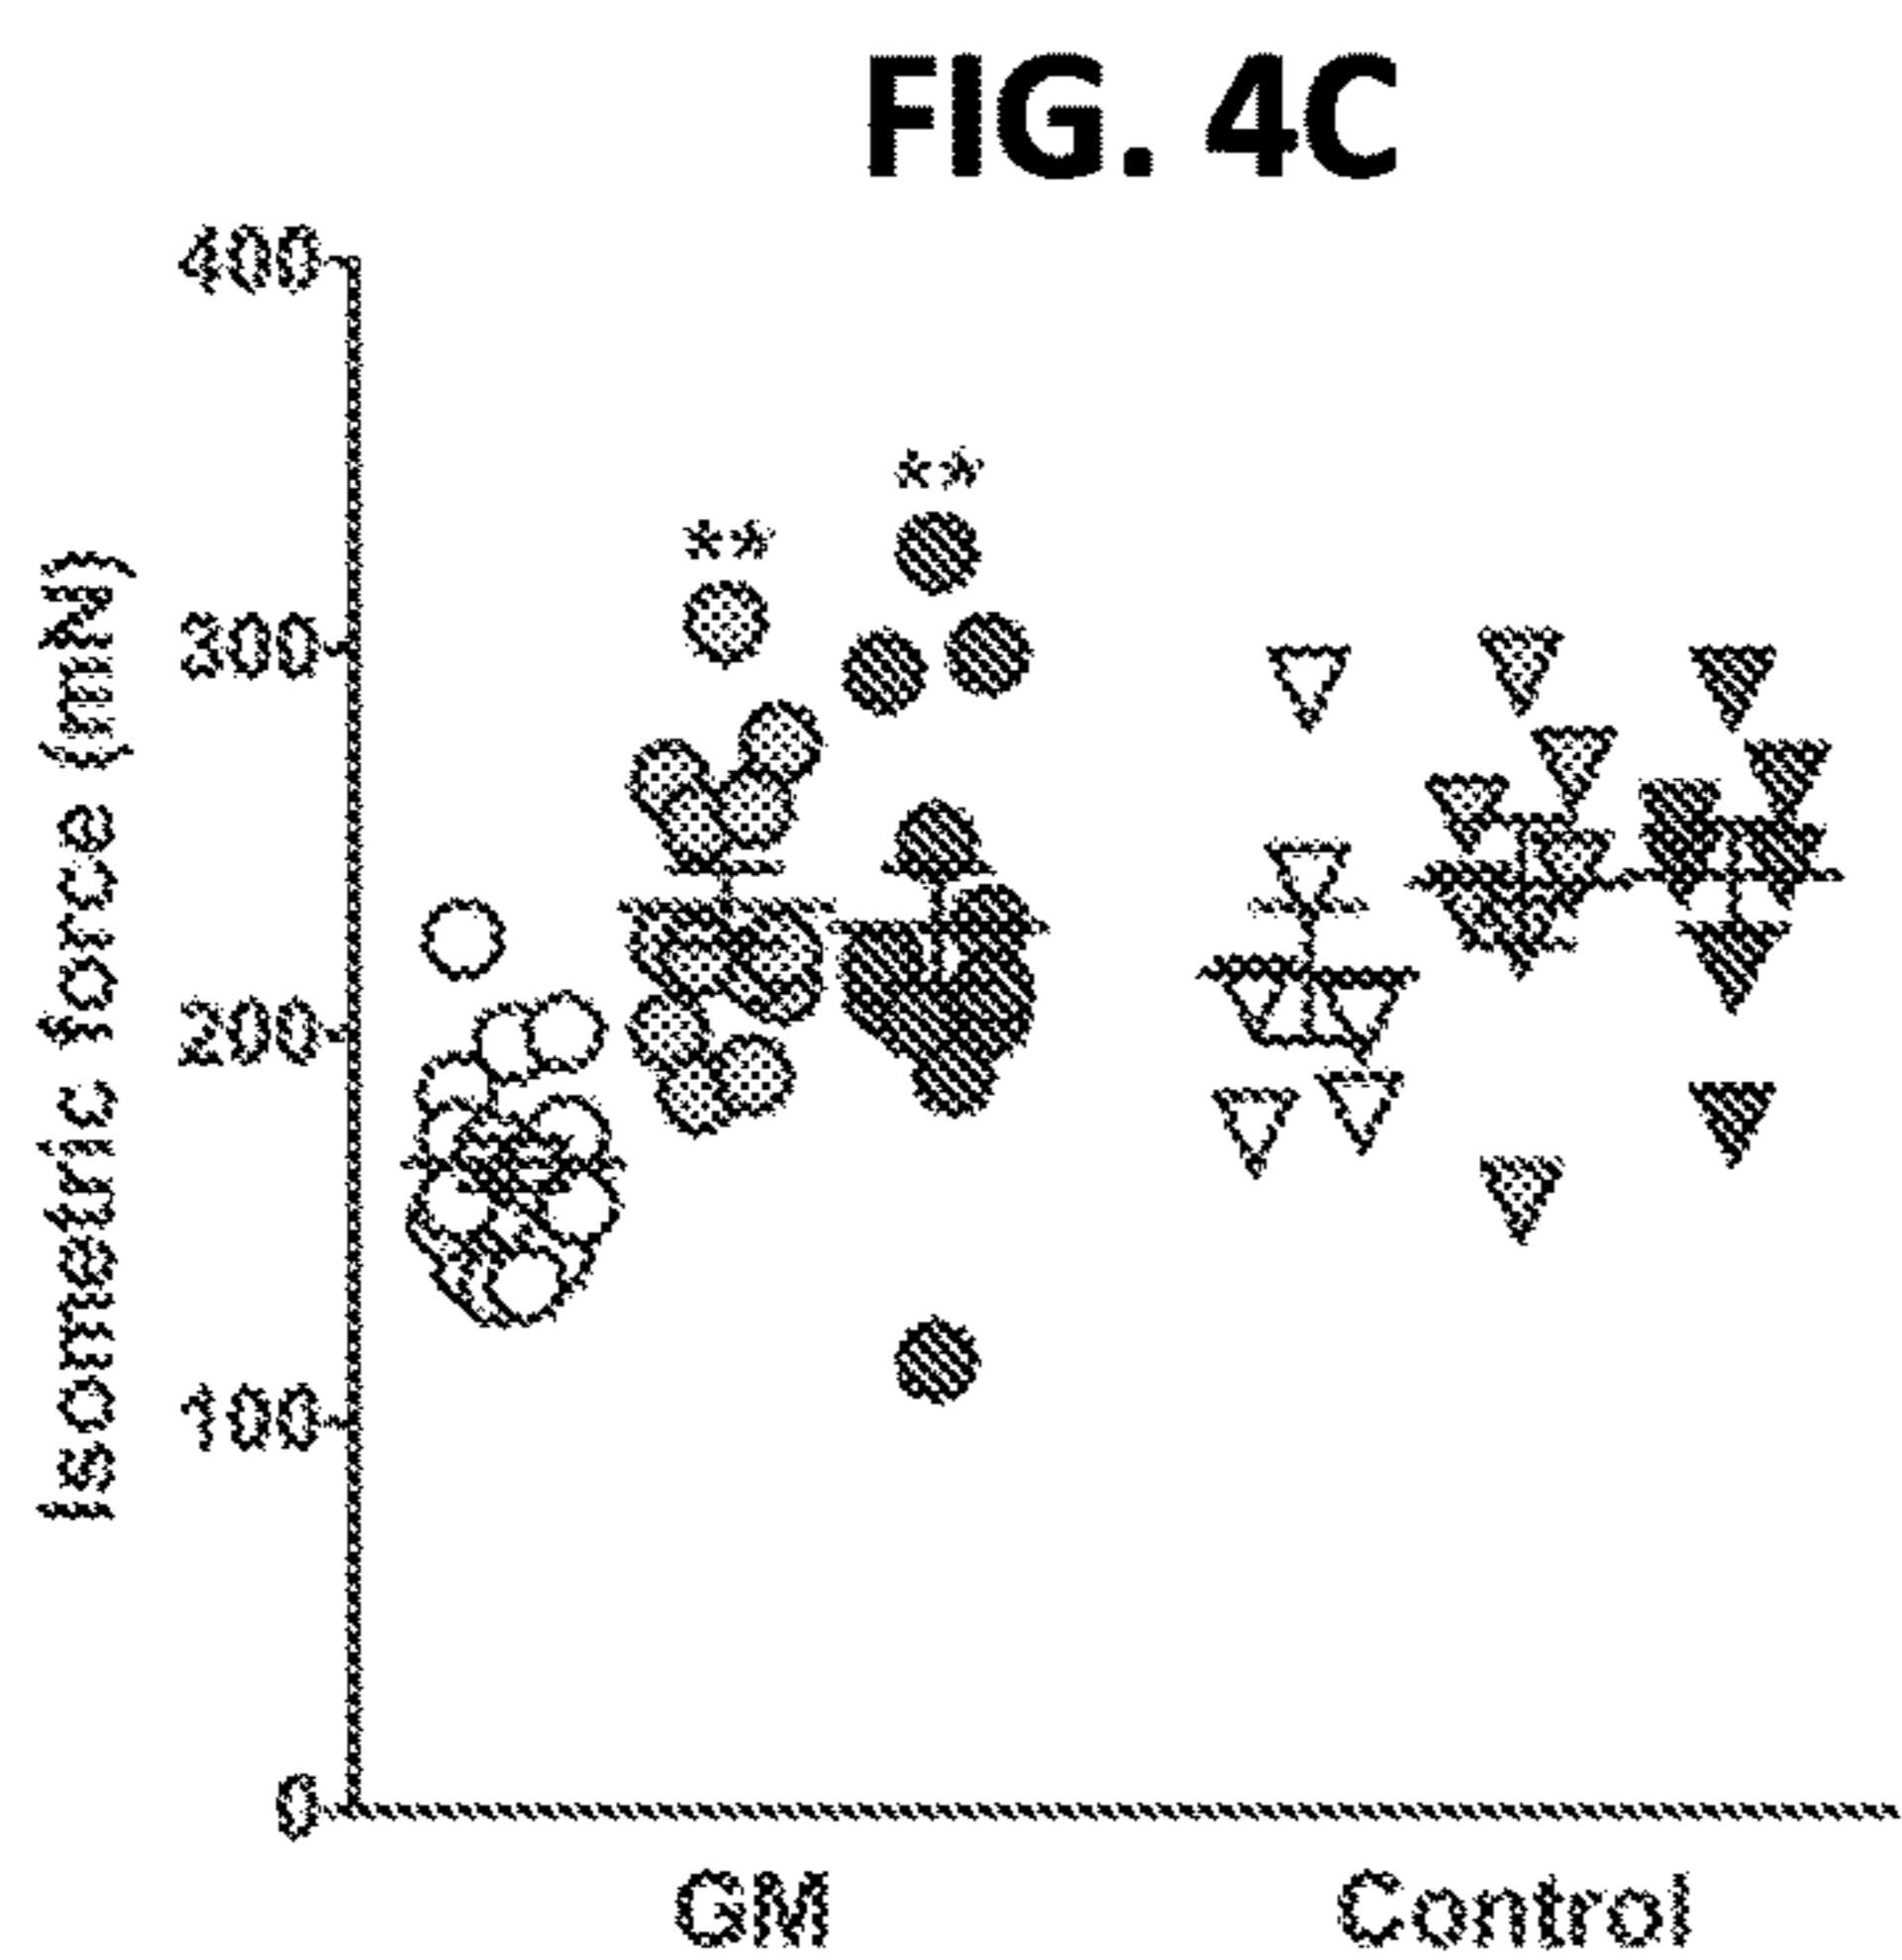 FIG. 4C
400
**
**
300
200
100
0
Isometric force (mN)
GM
Control